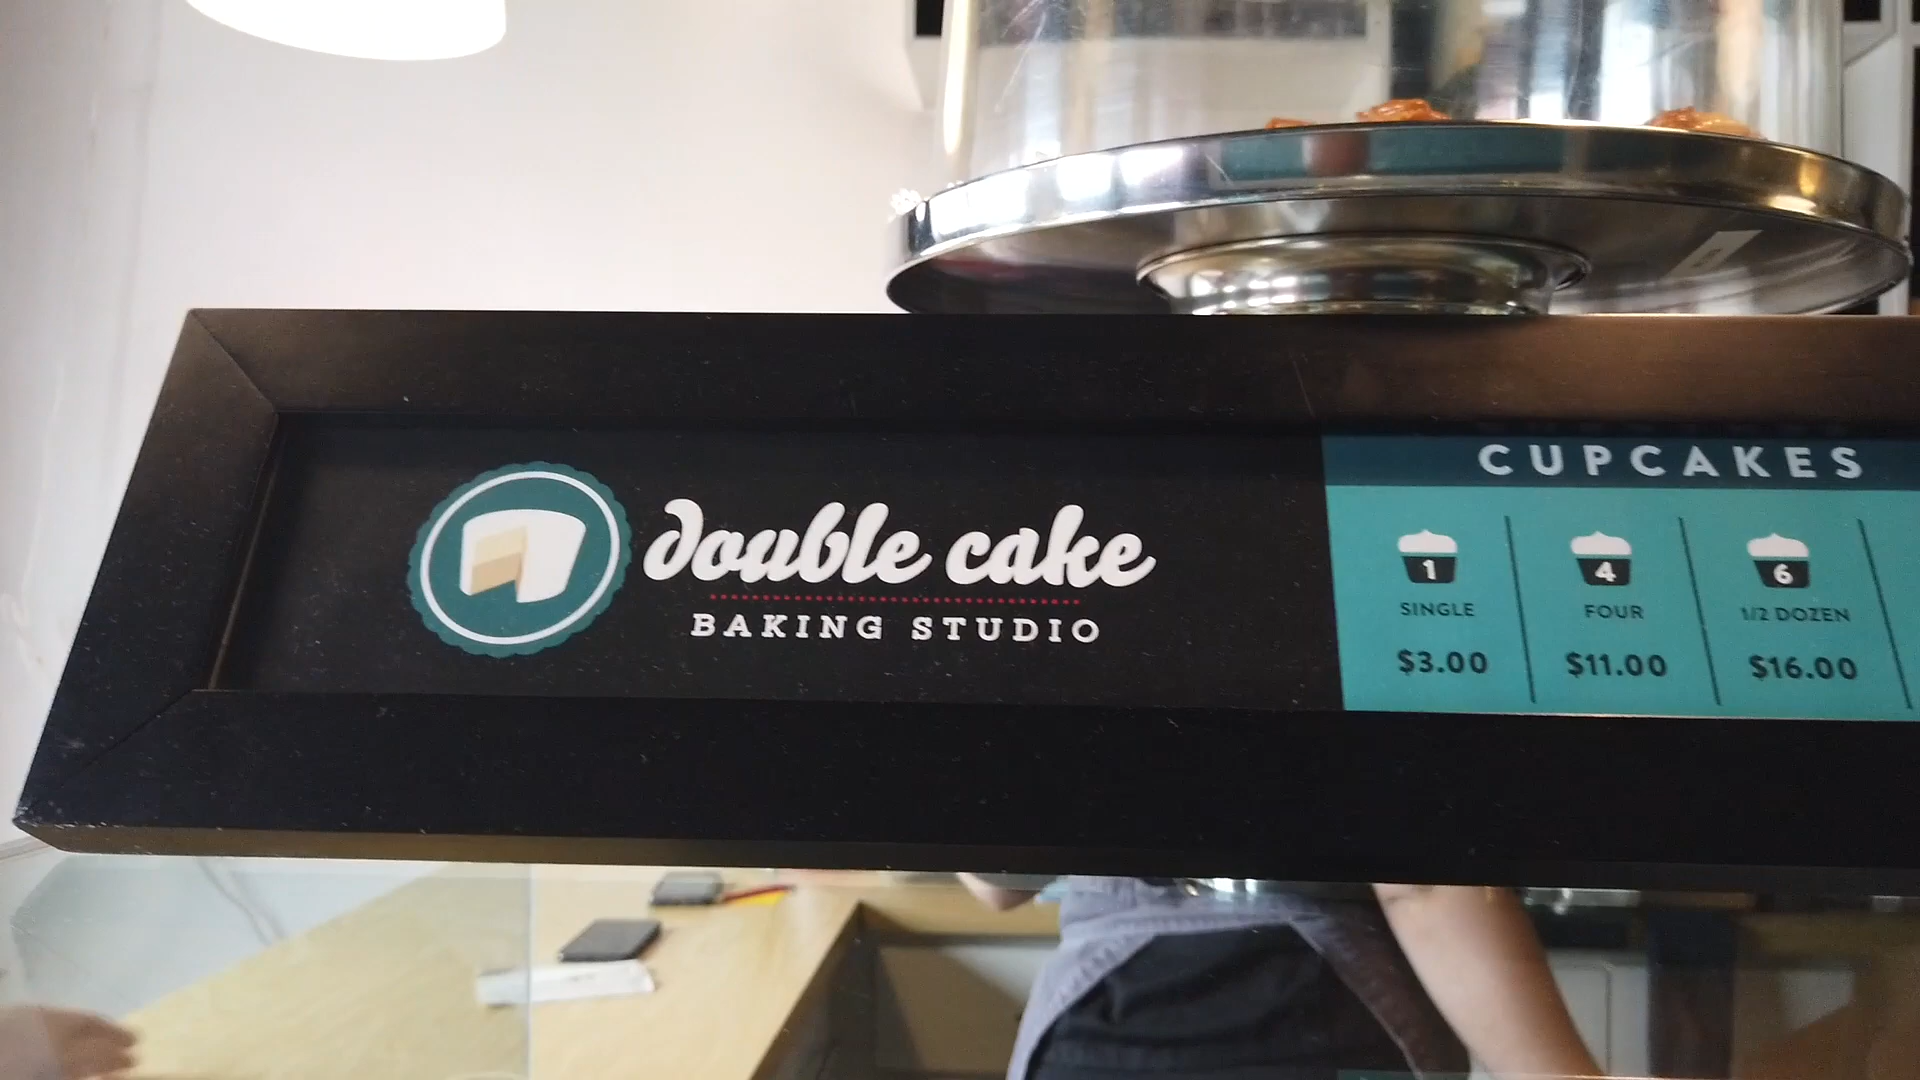 double cake
BAKING STUDIO
CUPCAKES
1
SINGLE
$3.00
4
FOUR
$11.00
6
1/2 DOZEN
$16.00